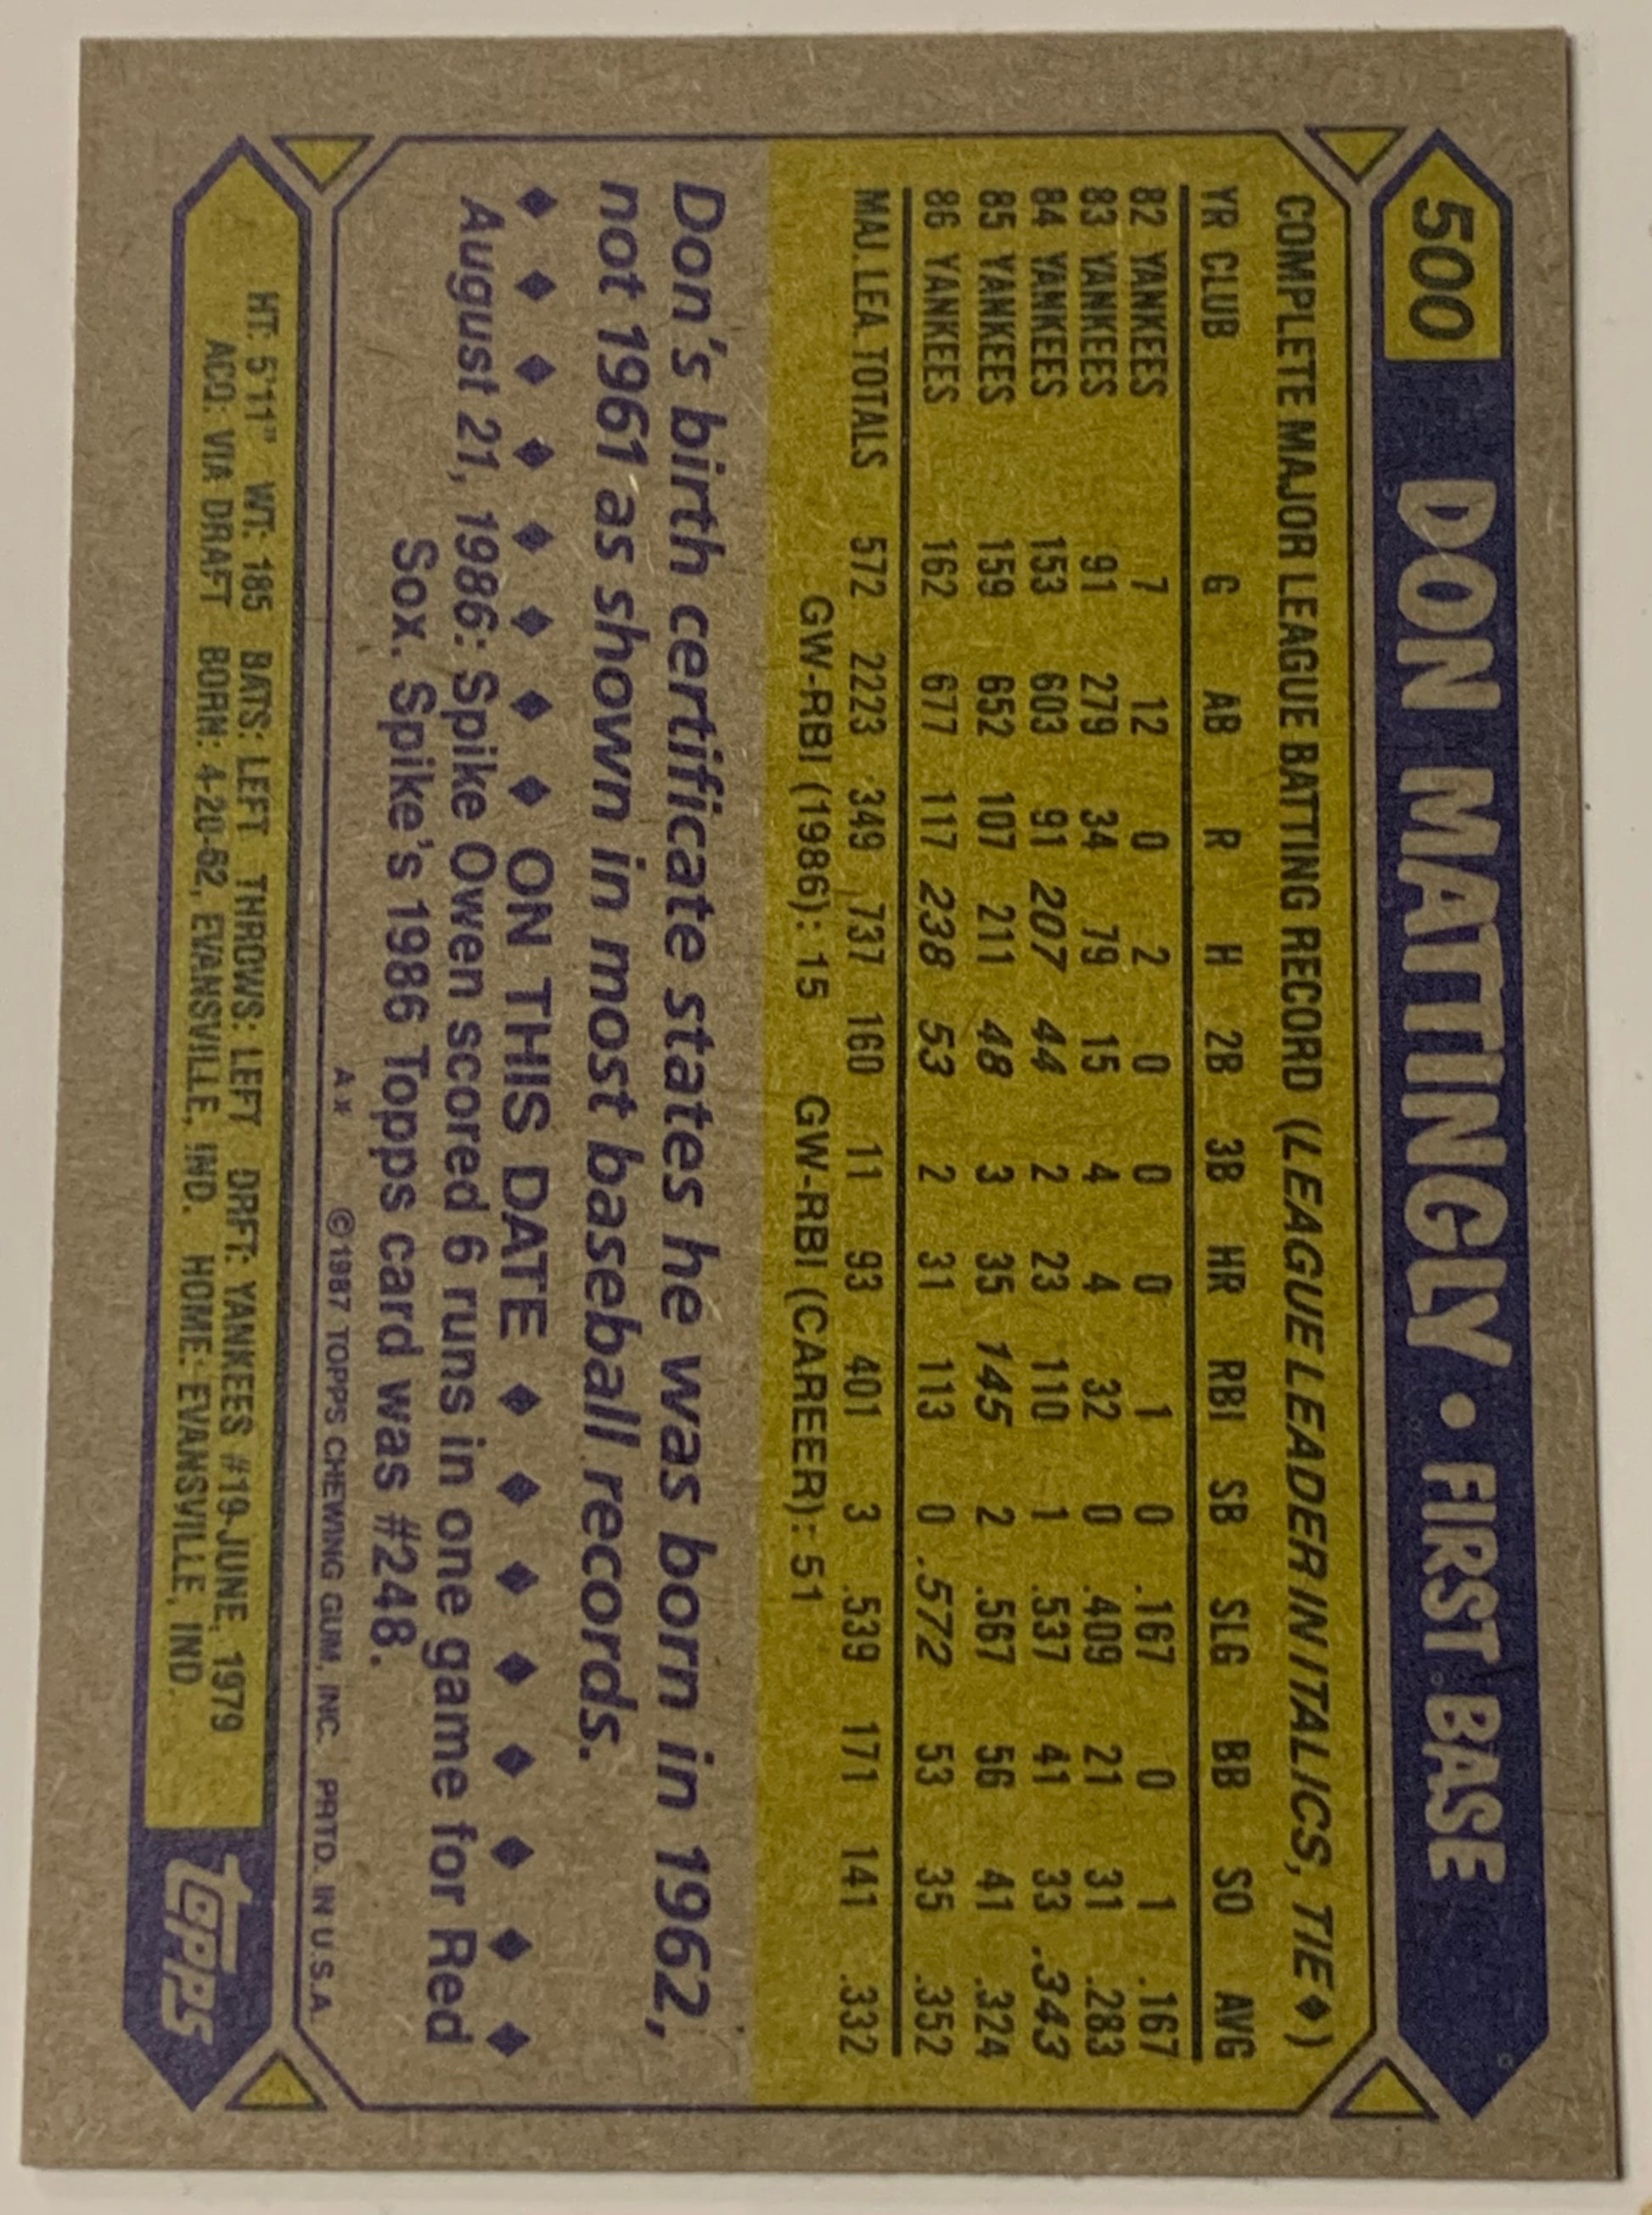 500 DON MATTINGLY • FIRST BASE
COMPLETE MAJOR LEAGUE BATTING RECORD (LEAGUE LEADER IN ITALICS, TIE ♦)
YR CLUB G AB R H 2B 3B HR RBI SB SLG BB SO AVG
82 YANKEES 7 12 0 2 0 0 0 1 0 .167 0 1 .167
83 YANKEES 91 279 34 79 15 4 4 32 0 .409 21 31 .283
84 YANKEES 153 603 91 207 44 2 23 110 1 .537 41 33 .343
85 YANKEES 159 652 107 211 48 3 35 145 2 .567 56 41 .324
86 YANKEES 162 677 117 238 53 2 31 113 0 .572 53 35 .352
MAJ. LEA. TOTALS 572 2223 349 737 160 11 93 401 3 .539 171 141 .332
GW-RBI (1986): 15 GW-RBI (CAREER): 51
Don's birth certificate states he was born in 1962,
not 1961 as shown in most baseball records.
♦ ♦ ♦ ♦ ♦ ♦ ♦ ♦ ON THIS DATE ♦ ♦ ♦ ♦ ♦ ♦ ♦ ♦
August 21, 1986: Spike Owen scored 6 runs in one game for Red
Sox. Spike's 1986 Topps card was #248.
A* ©1987 TOPPS CHEWING GUM, INC. PRTD. IN U.S.A.
HT: 5'11" WT: 185 BATS: LEFT THROWS: LEFT DRFT: YANKEES #19-JUNE, 1979
ACQ: VIA DRAFT BORN: 4-20-62, EVANSVILLE, IND. HOME: EVANSVILLE, IND.
topps